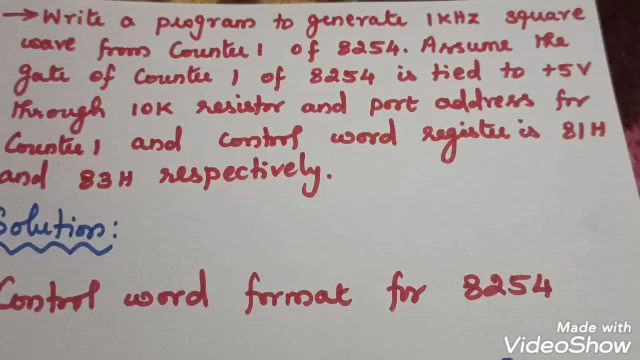 → Write a program to generate 1KHz square
wave from Counter 1 of 8254. Assume the
gate of Counter 1 of 8254 is tied to +5V
through 10K resistor and port address for
Counter 1 and control word register is 81H
and 83H respectively.
Solution:
Control word format for 8254
Made with
VideoShow